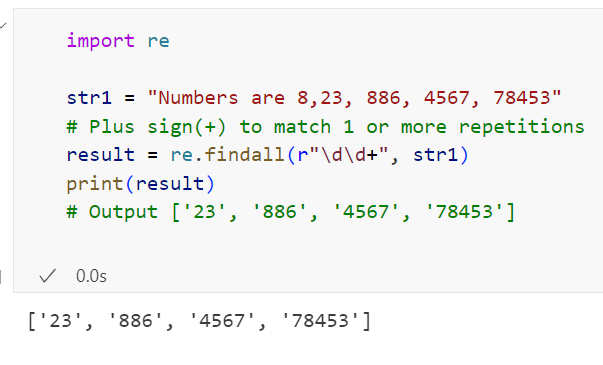 import re
str1 = "Numbers are 8,23, 886, 4567, 78453"
# Plus sign(+) to match 1 or more repetitions
result = re.findall(r"\d\d+", str1)
print(result)
# Output ['23', '886', '4567', '78453']
0.0s
['23', '886', '4567', '78453']